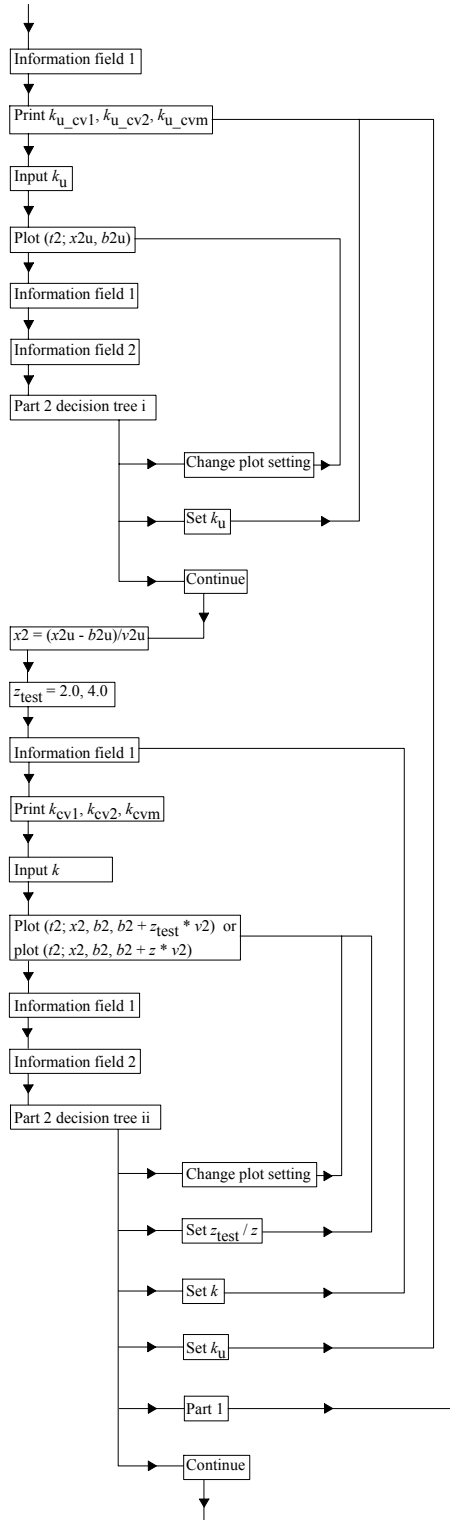 Information field 1
Print k_u_cv1, k_u_cv2, k_u_cvm
Input k_u
Plot (t2; x2u, b2u)
Information field 1
Information field 2
Part 2 decision tree i
Change plot setting
Set k_u
Continue
x2 = (x2u - b2u)/v2u
z_test = 2.0, 4.0
Information field 1
Print k_cv1, k_cv2, k_cvm
Input k
Plot (t2; x2, b2, b2 + z_test * v2) or
plot (t2; x2, b2, b2 + z * v2)
Information field 1
Information field 2
Part 2 decision tree ii
Change plot setting
Set z_test / z
Set k
Set k_u
Part 1
Continue